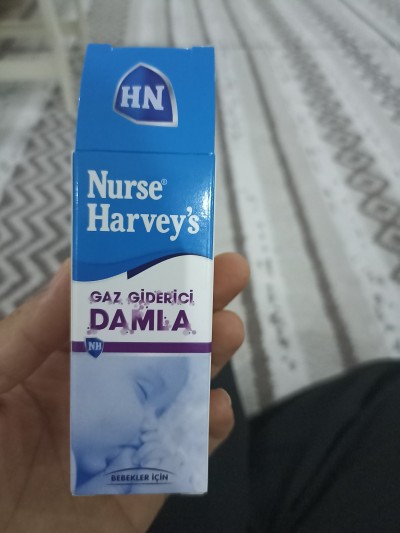 HN
Nurse®
Harvey's
GAZ GİDERİCİ
DAMLA
NH
BEBEKLER İÇİN